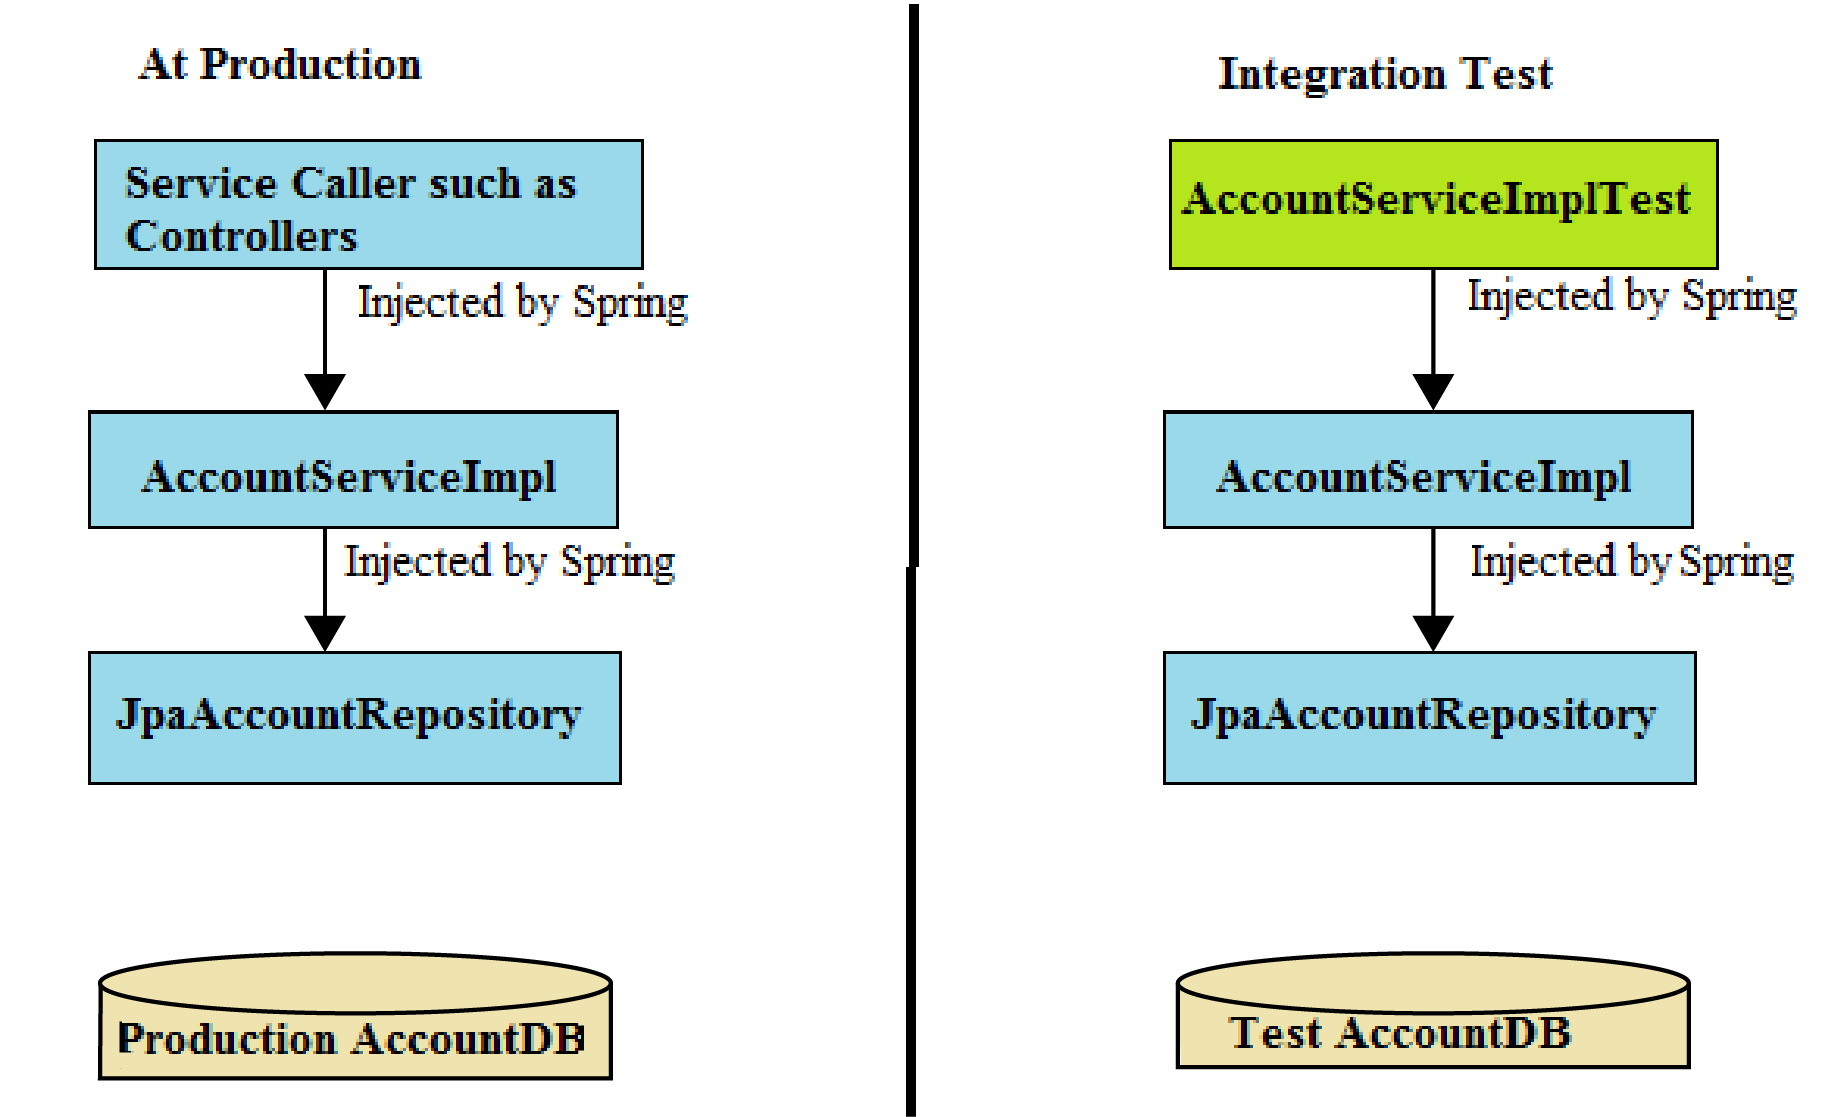 At Production
Service Caller such as
Controllers
Injected by Spring
AccountServiceImpl
Injected by Spring
JpaAccountRepository
Production AccountDB
Integration Test
AccountServiceImplTest
Injected by Spring
AccountServiceImpl
Injected by Spring
JpaAccountRepository
Test AccountDB